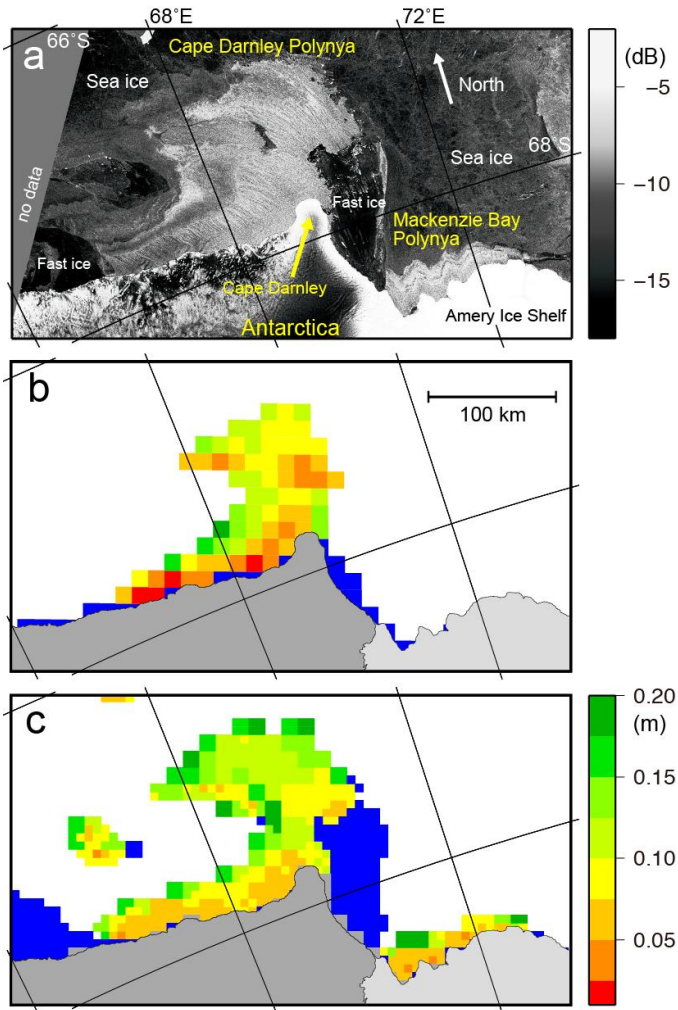 68°E
72°E
66°S
a
Cape Darnley Polynya
(dB)
Sea ice
North
−5
68 S
Sea ice
no data
Fast ice
−10
Mackenzie Bay
Polynya
Fast ice
Cape Darnley
−15
Antarctica
Amery Ice Shelf
b
100 km
c
0.20
(m)
0.15
0.10
0.05